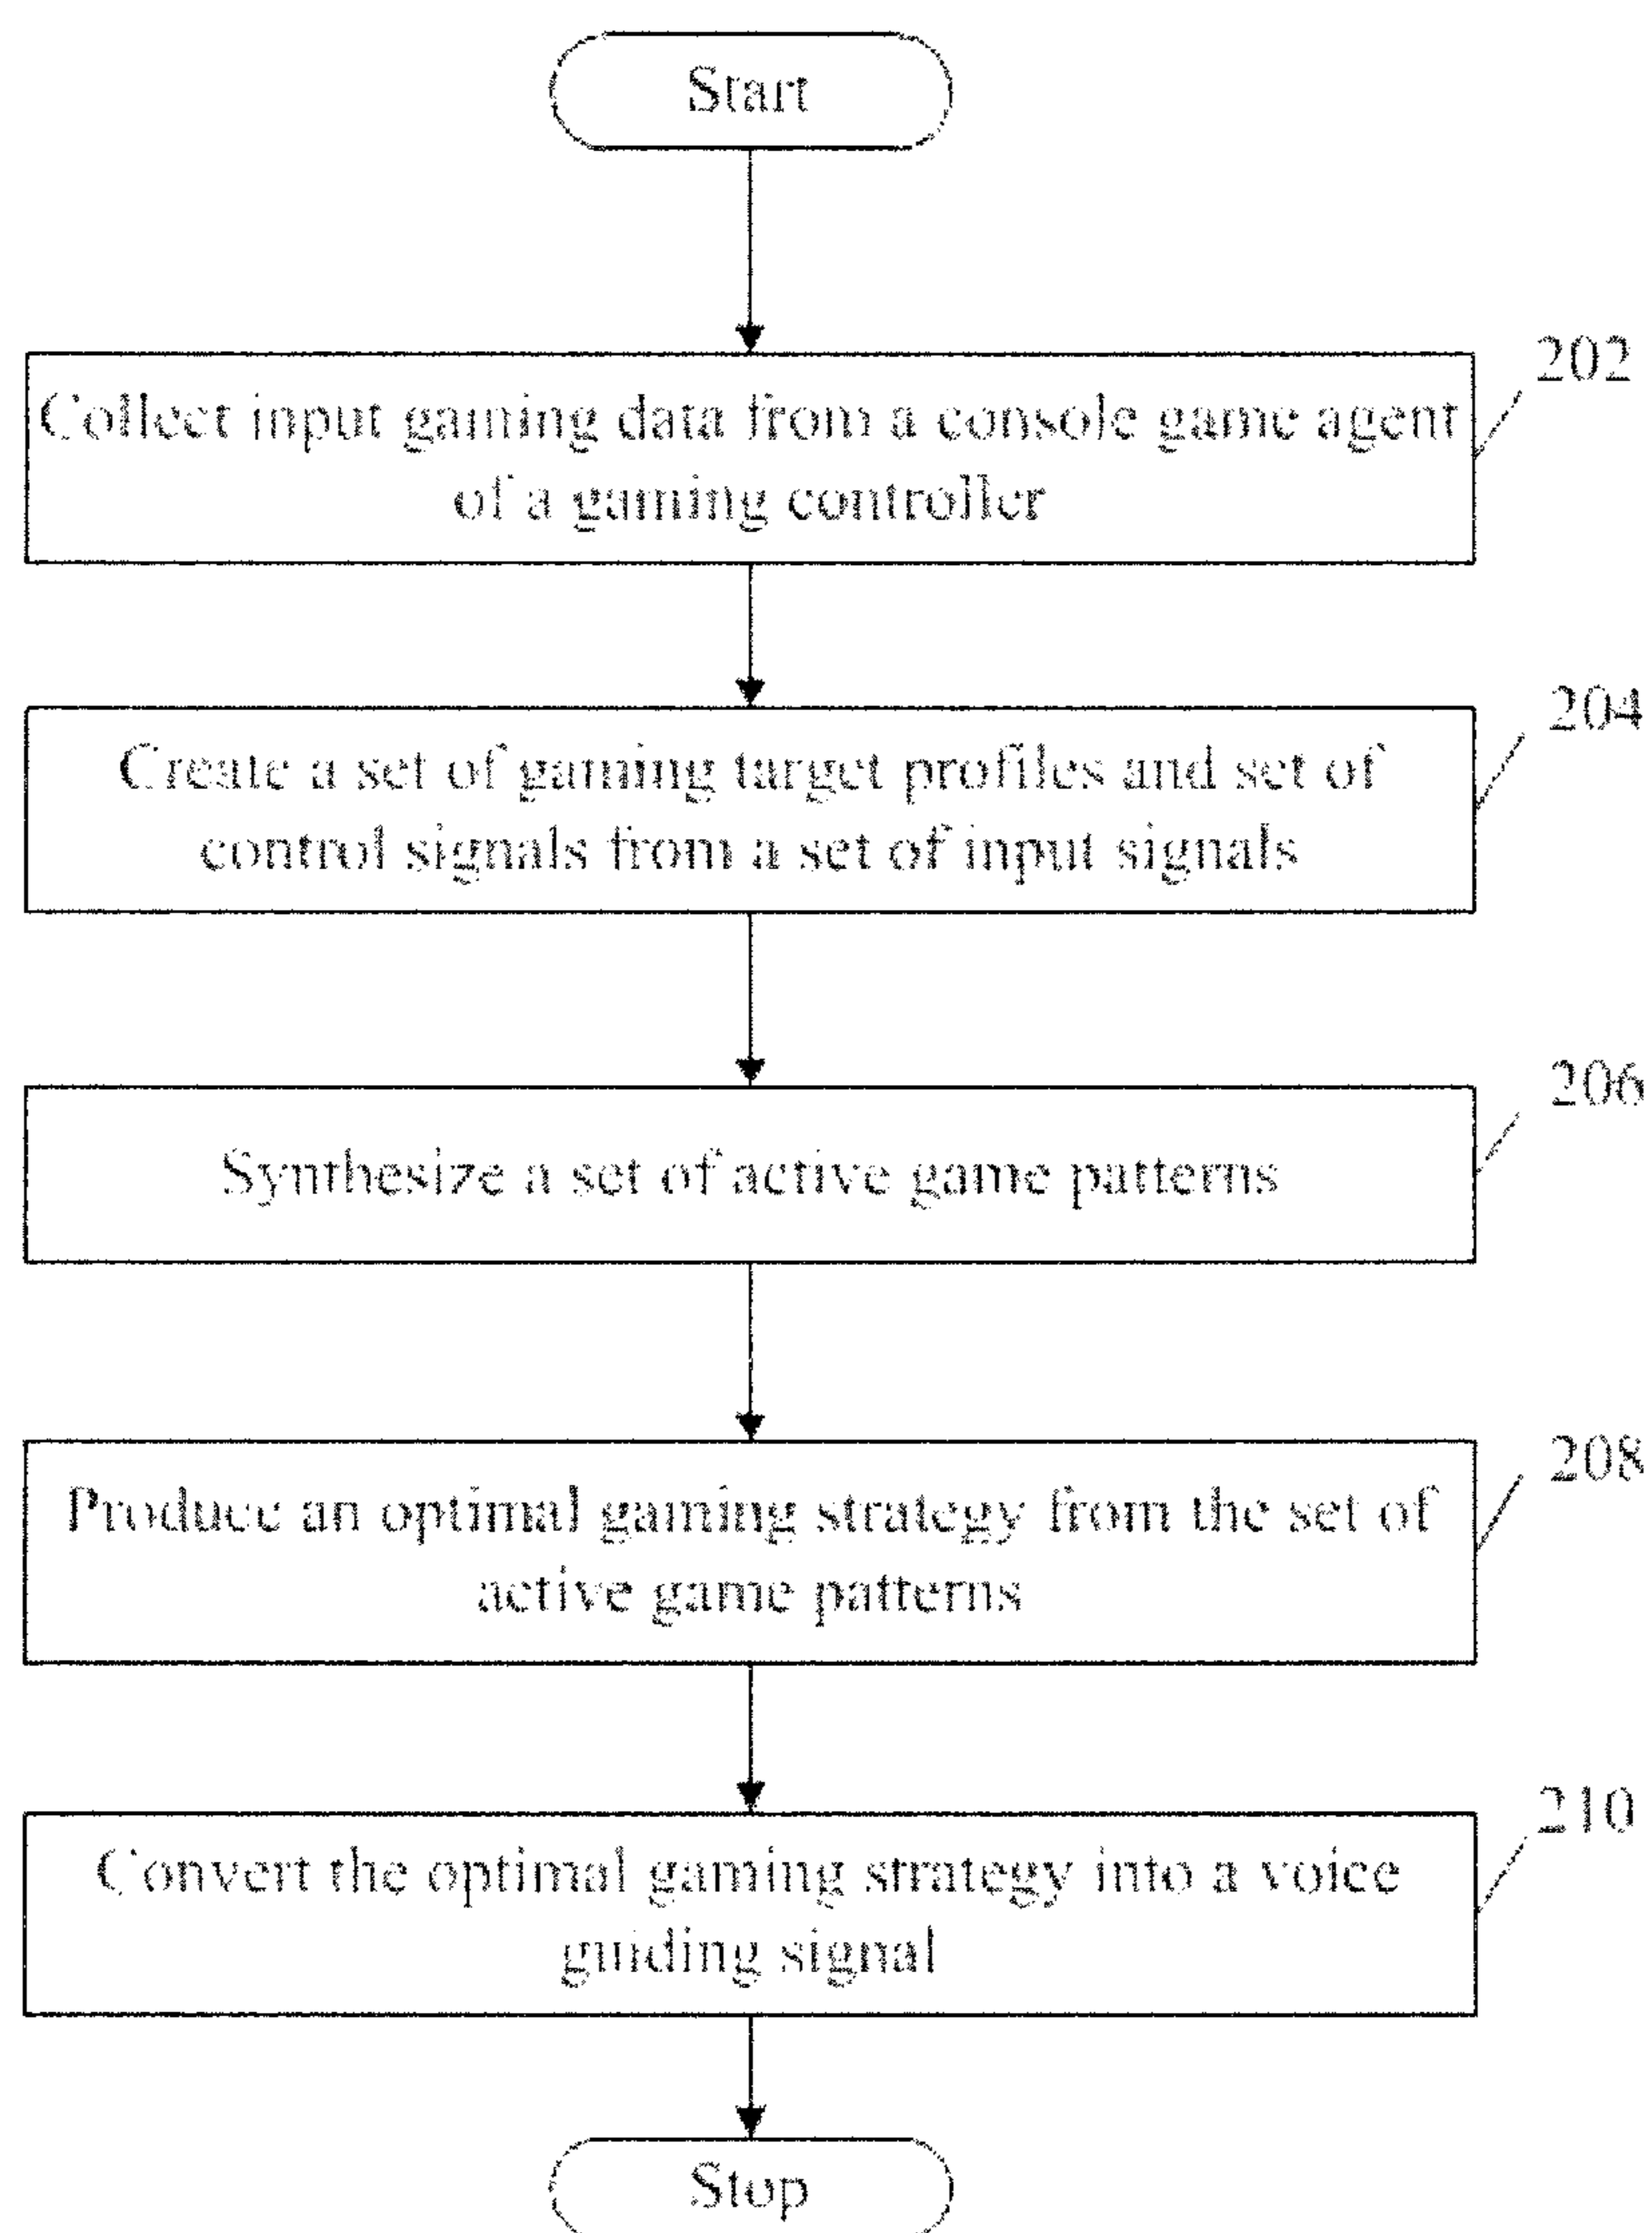 Start
202
Collect input gaming data from a console game agent
of a gaming controller
204
Create a set of gaming target profiles and set of
control signals from a set of input signals
206
Synthesize a set of active game patterns
208
Produce an optimal gaming strategy from the set of
active game patterns
210
Convert the optimal gaming strategy into a voice
guiding signal
Stop